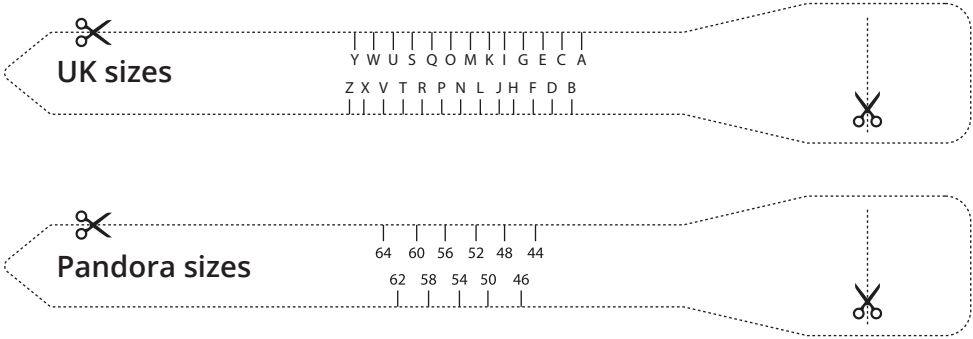 Y W U S Q O M K I G E C A
UK sizes
Z X V T R P N L J H F D B
64 60 56 52 48 44
Pandora sizes
62 58 54 50 46